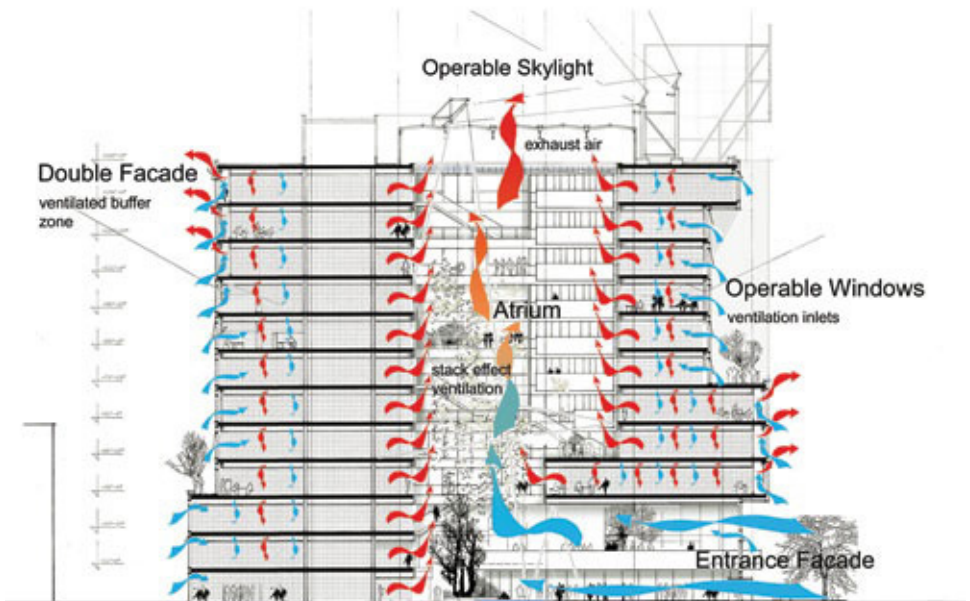 Operable Skylight
exhaust air
Double Facade
ventilated buffer
zone
Operable Windows
ventilation inlets
Atrium
stack effect
ventilation
Entrance Facade